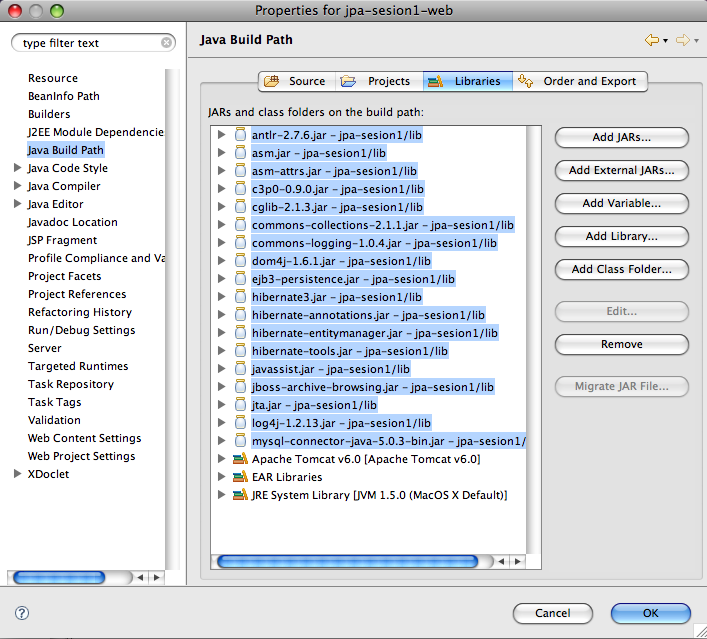 Properties for jpa-sesion1-web
type filter text
Java Build Path
Resource
BeanInfo Path
Builders
J2EE Module Dependencie
Java Build Path
Java Code Style
Java Compiler
Java Editor
Javadoc Location
JSP Fragment
Profile Compliance and Va
Project Facets
Project References
Refactoring History
Run/Debug Settings
Server
Targeted Runtimes
Task Repository
Task Tags
Validation
Web Content Settings
Web Project Settings
XDoclet
Source Projects Libraries Order and Export
JARs and class folders on the build path:
antlr-2.7.6.jar - jpa-sesion1/lib
asm.jar - jpa-sesion1/lib
asm-attrs.jar - jpa-sesion1/lib
c3p0-0.9.0.jar - jpa-sesion1/lib
cglib-2.1.3.jar - jpa-sesion1/lib
commons-collections-2.1.1.jar - jpa-sesion1/lib
commons-logging-1.0.4.jar - jpa-sesion1/lib
dom4j-1.6.1.jar - jpa-sesion1/lib
ejb3-persistence.jar - jpa-sesion1/lib
hibernate3.jar - jpa-sesion1/lib
hibernate-annotations.jar - jpa-sesion1/lib
hibernate-entitymanager.jar - jpa-sesion1/lib
hibernate-tools.jar - jpa-sesion1/lib
javassist.jar - jpa-sesion1/lib
jboss-archive-browsing.jar - jpa-sesion1/lib
jta.jar - jpa-sesion1/lib
log4j-1.2.13.jar - jpa-sesion1/lib
mysql-connector-java-5.0.3-bin.jar - jpa-sesion1/
Apache Tomcat v6.0 [Apache Tomcat v6.0]
EAR Libraries
JRE System Library [JVM 1.5.0 (MacOS X Default)]
Add JARs...
Add External JARs...
Add Variable...
Add Library...
Add Class Folder...
Edit...
Remove
Migrate JAR File...
?
Cancel
OK